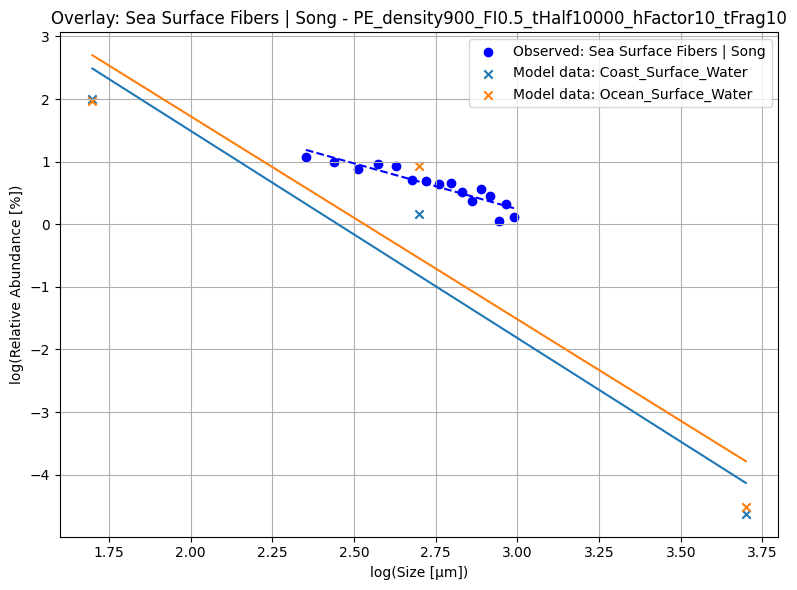 Overlay: Sea Surface Fibers | Song - PE_density900_FI0.5_tHalf10000_hFactor10_tFrag10
Observed: Sea Surface Fibers | Song
Model data: Coast_Surface_Water
Model data: Ocean_Surface_Water
3
2
1
0
−1
−2
−3
−4
log(Relative Abundance [%])
1.75
2.00
2.25
2.50
2.75
3.00
3.25
3.50
3.75
log(Size [μm])